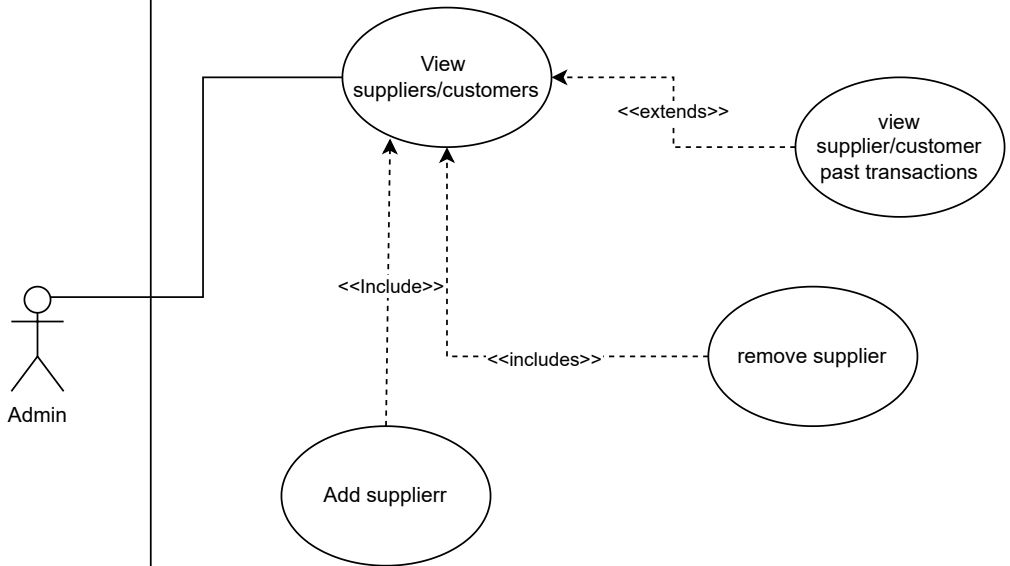 View
suppliers/customers
<<extends>>
view
supplier/customer
past transactions
<<Include>>
<<includes>>
remove supplier
Admin
Add supplierr